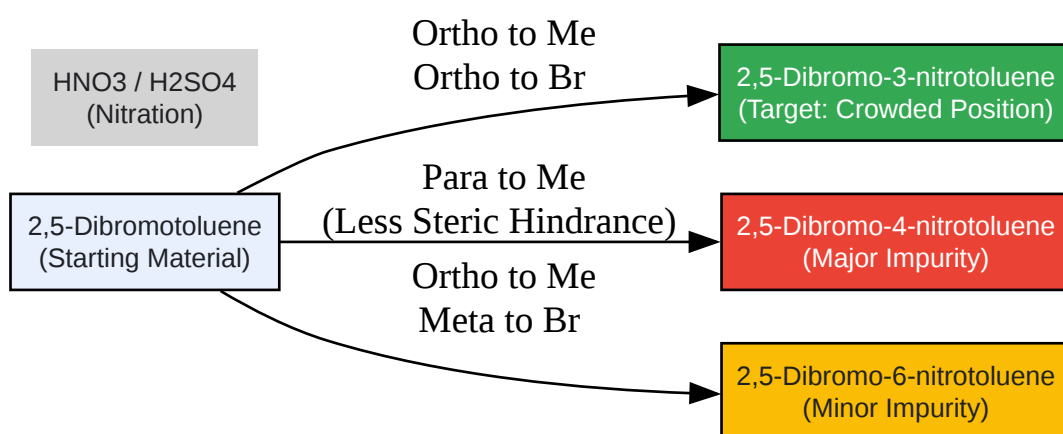 HNO3 / H2SO4
(Nitration)
2,5-Dibromotoluene
(Starting Material)
Ortho to Me
Ortho to Br
Para to Me
(Less Steric Hindrance)
Ortho to Me
Meta to Br
2,5-Dibromo-3-nitrotoluene
(Target: Crowded Position)
2,5-Dibromo-4-nitrotoluene
(Major Impurity)
2,5-Dibromo-6-nitrotoluene
(Minor Impurity)